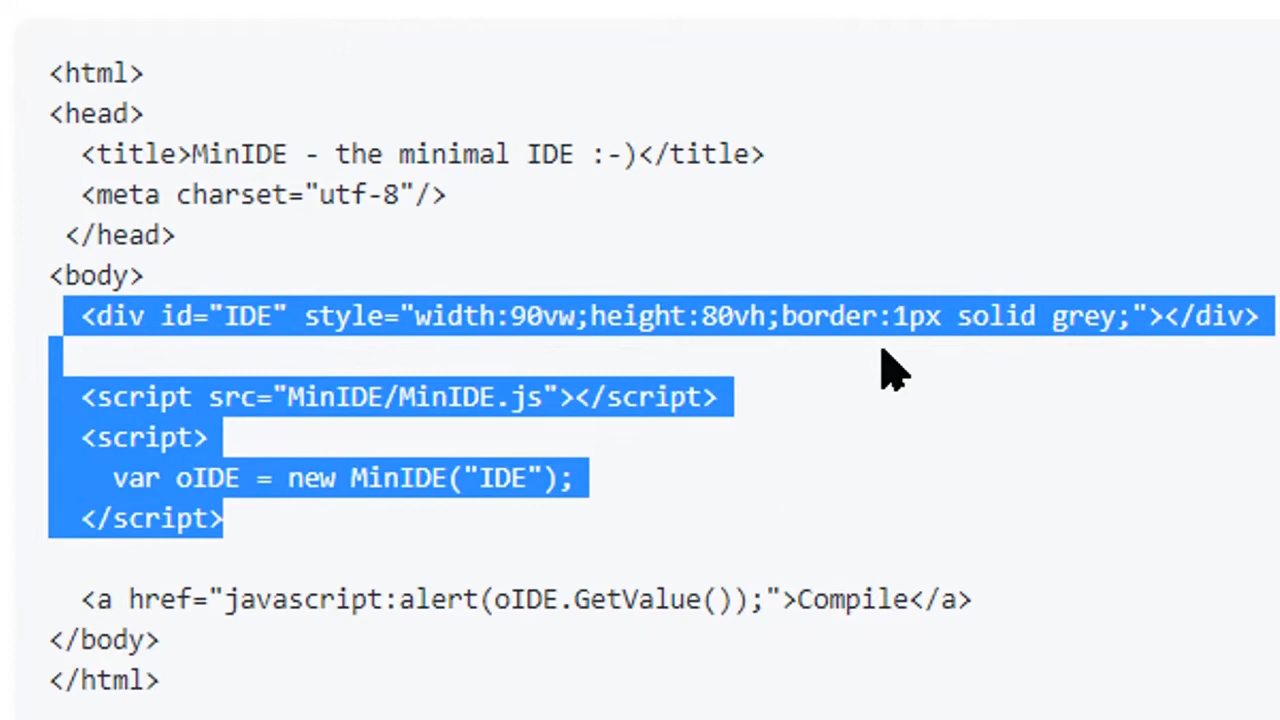 <html>
<head>
<title>MinIDE - the minimal IDE :-)</title>
<meta charset="utf-8"/>
</head>
<body>
<div id="IDE" style="width:90vw;height:80vh;border:1px solid grey;"></div>
<script src="MinIDE/MinIDE.js"></script>
<script>
var oIDE = new MinIDE("IDE");
</script>
<a href="javascript:alert(oIDE.GetValue());">Compile</a>
</body>
</html>